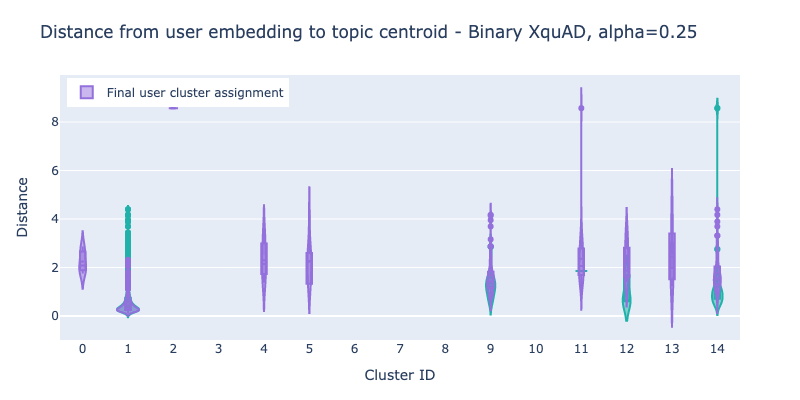 Distance from user embedding to topic centroid - Binary XquAD, alpha=0.25
Final user cluster assignment
8
6
4
2
0
Distance
0 1 2 3 4 5 6 7 8 9 10 11 12 13 14
Cluster ID